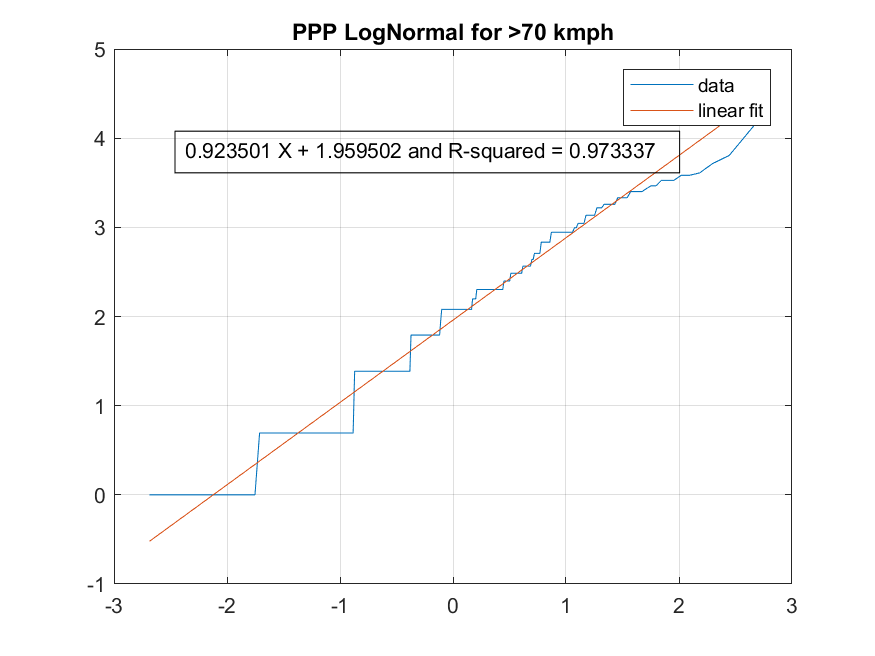 PPP LogNormal for >70 kmph
5
data
linear fit
4
0.923501 X + 1.959502 and R-squared = 0.973337
3
2
1
0
-1
-3 -2 -1 0 1 2 3